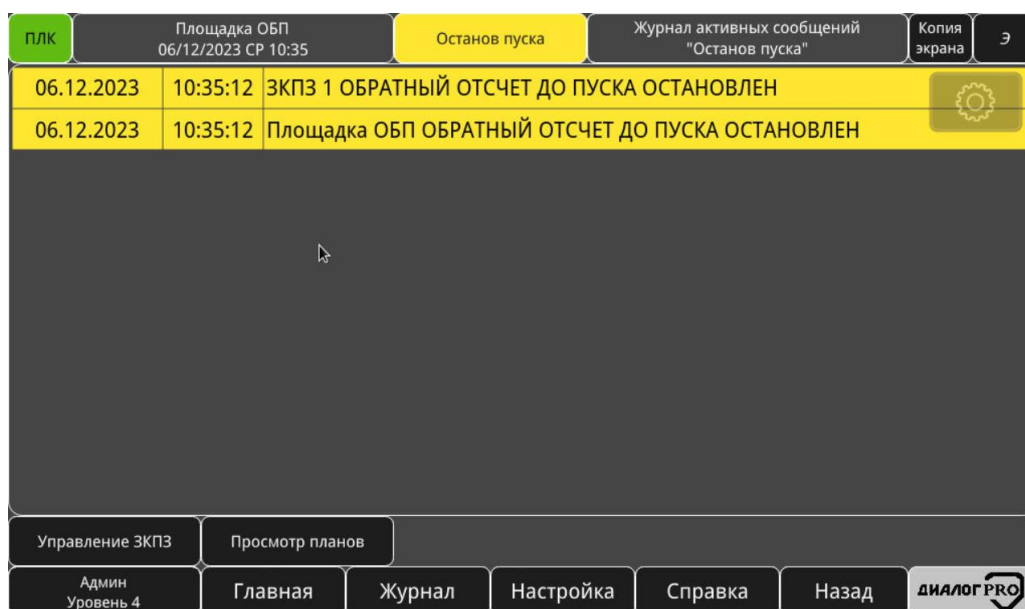 ПЛК
Площадка ОБП
06/12/2023 СР 10:35
Останов пуска
Журнал активных сообщений
"Останов пуска"
Копия
экрана
Э
06.12.2023 10:35:12 ЗКПЗ 1 ОБРАТНЫЙ ОТСЧЕТ ДО ПУСКА ОСТАНОВЛЕН
06.12.2023 10:35:12 Площадка ОБП ОБРАТНЫЙ ОТСЧЕТ ДО ПУСКА ОСТАНОВЛЕН
Управление ЗКПЗ
Просмотр планов
Админ
Уровень 4
Главная
Журнал
Настройка
Справка
Назад
ДИАЛОГ PRO